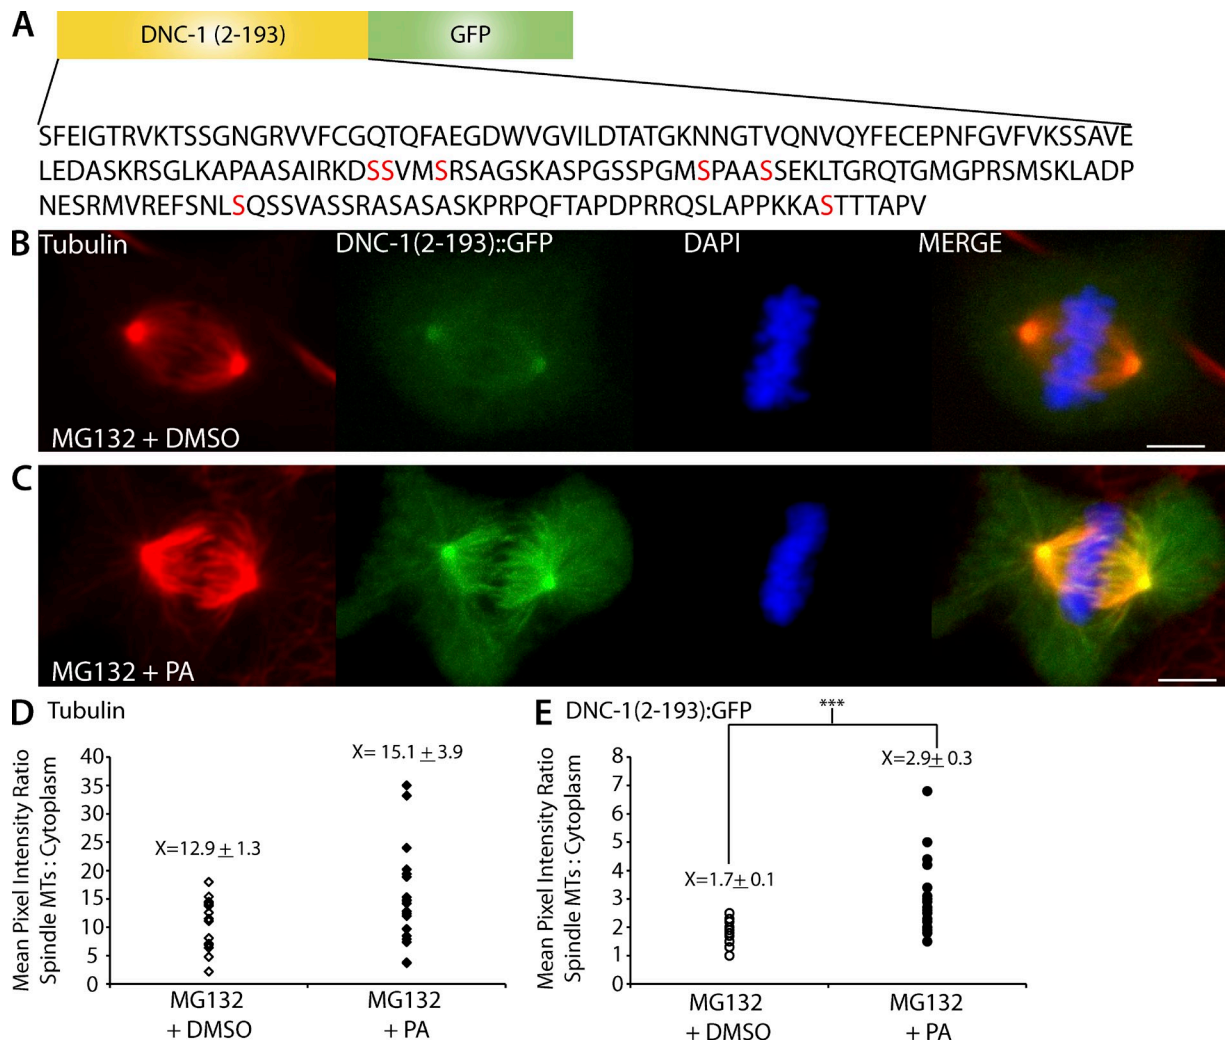 A
DNC-1 (2-193) GFP
SFEIGTRVKTSSGNGRVVFCGQTQFAEGDWVGVILDTATGKNNGTVQNVQYFECEPNFGVFVKSSAVE
LEDASKRSGLKAPAASAIRKDSSVMSRSAGSKASPGSSPGMSPAASSEKLTGRQTGMGPRSMSKLADP
NESRMVREFSNLSQSSVASSRASASASKPRPQFTAPDPRRQSLAPPKKASTTTAPV
B Tubulin DNC-1(2-193)::GFP DAPI MERGE
MG132 + DMSO
C
MG132 + PA
D Tubulin
Mean Pixel Intensity Ratio
Spindle MTs : Cytoplasm
40
35
30
25
20
15
10
5
0
X=12.9 ± 1.3
X= 15.1 ± 3.9
MG132 MG132
+ DMSO + PA
E DNC-1(2-193):GFP
***
Mean Pixel Intensity Ratio
Spindle MTs : Cytoplasm
8
7
6
5
4
3
2
1
0
X=1.7± 0.1
X=2.9± 0.3
MG132 MG132
+ DMSO + PA